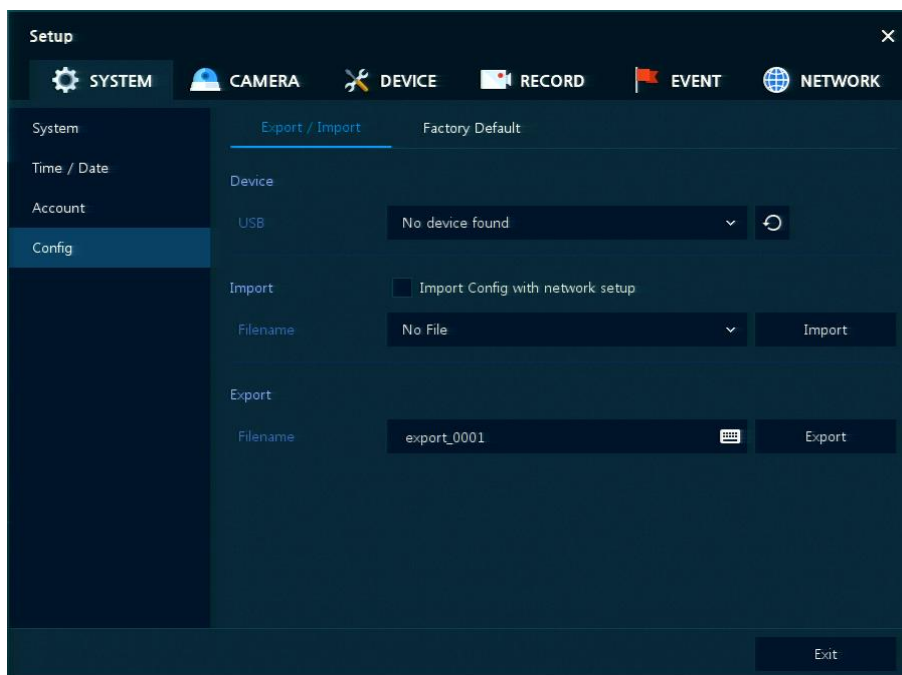 Setup
SYSTEM CAMERA DEVICE RECORD EVENT NETWORK
System
Time / Date
Account
Config
Export / Import Factory Default
Device
USB No device found
Import Import Config with network setup
Filename No File Import
Export
Filename export_0001 Export
Exit